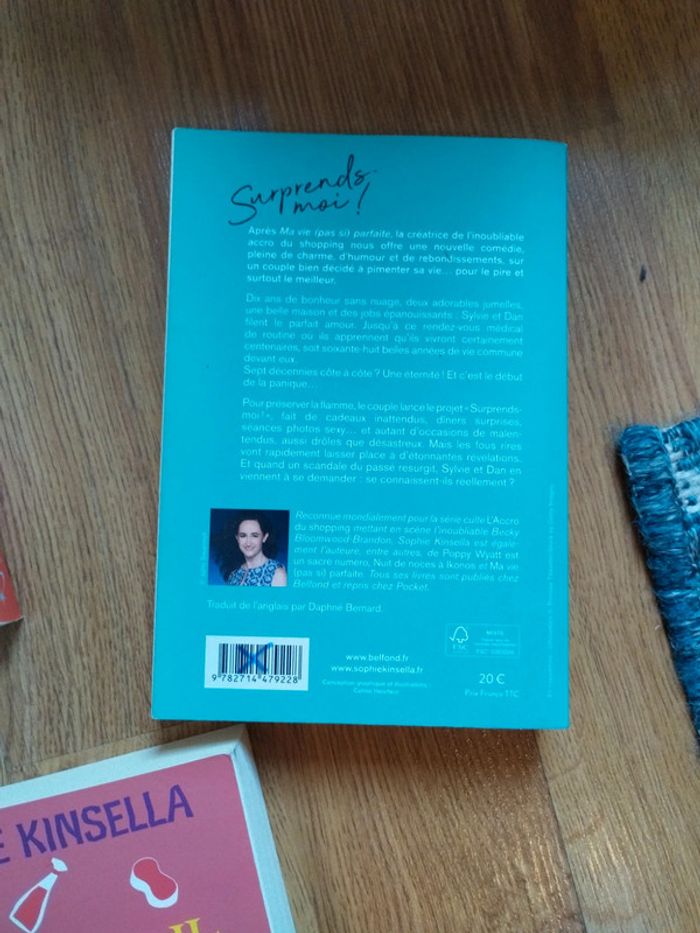 Surprends-
moi !
Après Ma vie (pas si) parfaite, la créatrice de l'inoubliable
accro du shopping nous offre une nouvelle comédie,
pleine de charme, d'humour et de rebondissements, sur
un couple bien décidé à pimenter sa vie... pour le pire et
surtout le meilleur.
Dix ans de bonheur sans nuage, deux adorables jumelles,
une belle maison et des jobs épanouissants : Sylvie et Dan
filent le parfait amour. Jusqu'à ce rendez-vous médical
de routine où ils apprennent qu'ils vivront certainement
centenaires, soit soixante-huit belles années de vie commune
devant eux.
Sept décennies côte à côte ? Une éternité ! Et c'est le début
de la panique...
Pour préserver la flamme, le couple lance le projet « Surprends-
moi ! », fait de cadeaux inattendus, dîners surprises,
séances photos sexy... et autant d'occasions de malen-
tendus, aussi drôles que désastreux. Mais les fous rires
vont rapidement laisser place à d'étonnantes révélations.
Et quand un scandale du passé resurgit, Sylvie et Dan en
viennent à se demander : se connaissent-ils réellement ?
Reconnue mondialement pour la série culte L'Accro
du shopping mettant en scène l'inoubliable Becky
Bloomwood-Brandon, Sophie Kinsella est égale-
ment l'auteure, entre autres, de Poppy Wyatt est
un sacré numéro, Nuit de noces à Ikonos et Ma vie
(pas si) parfaite. Tous ses livres sont publiés chez
Belfond et repris chez Pocket.
Traduit de l'anglais par Daphné Bernard.
www.belfond.fr
www.sophiekinsella.fr
Conception graphique et illustrations :
9 782714 479228
FSC
MIXTE
20 €
Prix France TTC
E KINSELLA